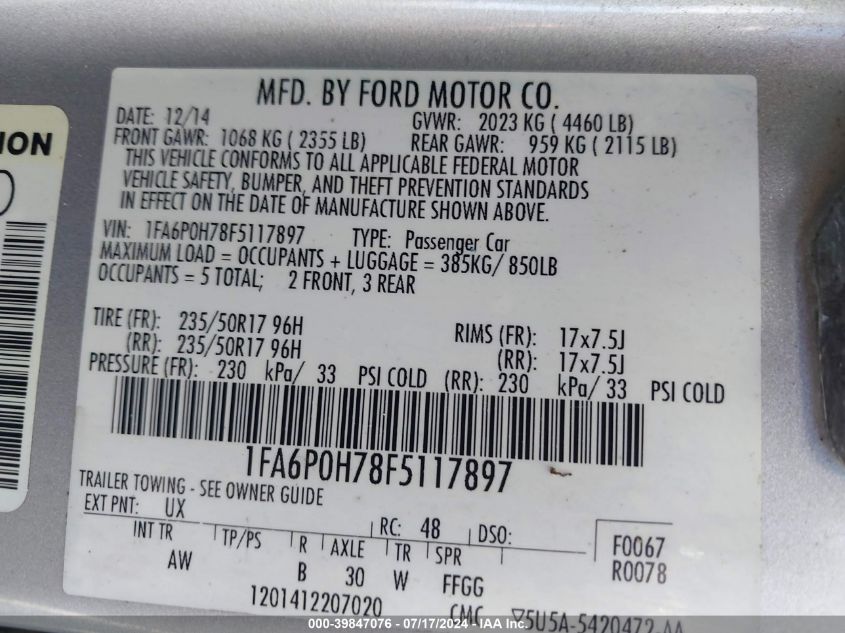 MFD. BY FORD MOTOR CO.
DATE: 12/14 GVWR: 2023 KG ( 4460 LB)
FRONT GAWR: 1068 KG ( 2355 LB) REAR GAWR: 959 KG ( 2115 LB)
THIS VEHICLE CONFORMS TO ALL APPLICABLE FEDERAL MOTOR
VEHICLE SAFETY, BUMPER, AND THEFT PREVENTION STANDARDS
IN EFFECT ON THE DATE OF MANUFACTURE SHOWN ABOVE.
VIN: 1FA6P0H78F5117897 TYPE: Passenger Car
MAXIMUM LOAD = OCCUPANTS + LUGGAGE = 385KG/ 850LB
OCCUPANTS = 5 TOTAL; 2 FRONT, 3 REAR
TIRE (FR): 235/50R17 96H RIMS (FR): 17x7.5J
(RR): 235/50R17 96H (RR): 17x7.5J
PRESSURE (FR): 230 kPa/ 33 PSI COLD (RR): 230 kPa/ 33 PSI COLD
1FA6P0H78F5117897
TRAILER TOWING - SEE OWNER GUIDE
EXT PNT: UX RC: 48 DSO: F0067
INT TR TP/PS R AXLE TR SPR R0078
AW B 30 W FFGG
1201412207020 CMC 5U5A-5420472-AA
000-39847076 - 07/17/2024 - IAA Inc.